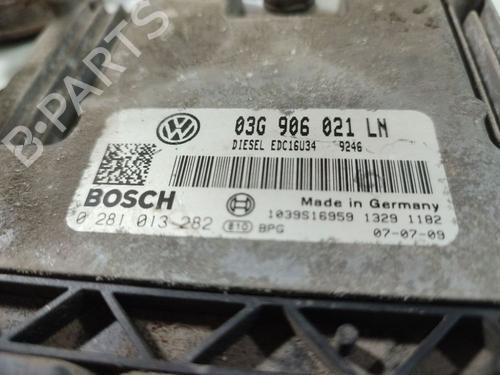 B-PARTS
03G 906 021 LN
DIESEL EDC16U34 9246
BOSCH
0 281 013 282
Made in Germany
1039S16959 1329 1182
e10 BPG
07-07-09